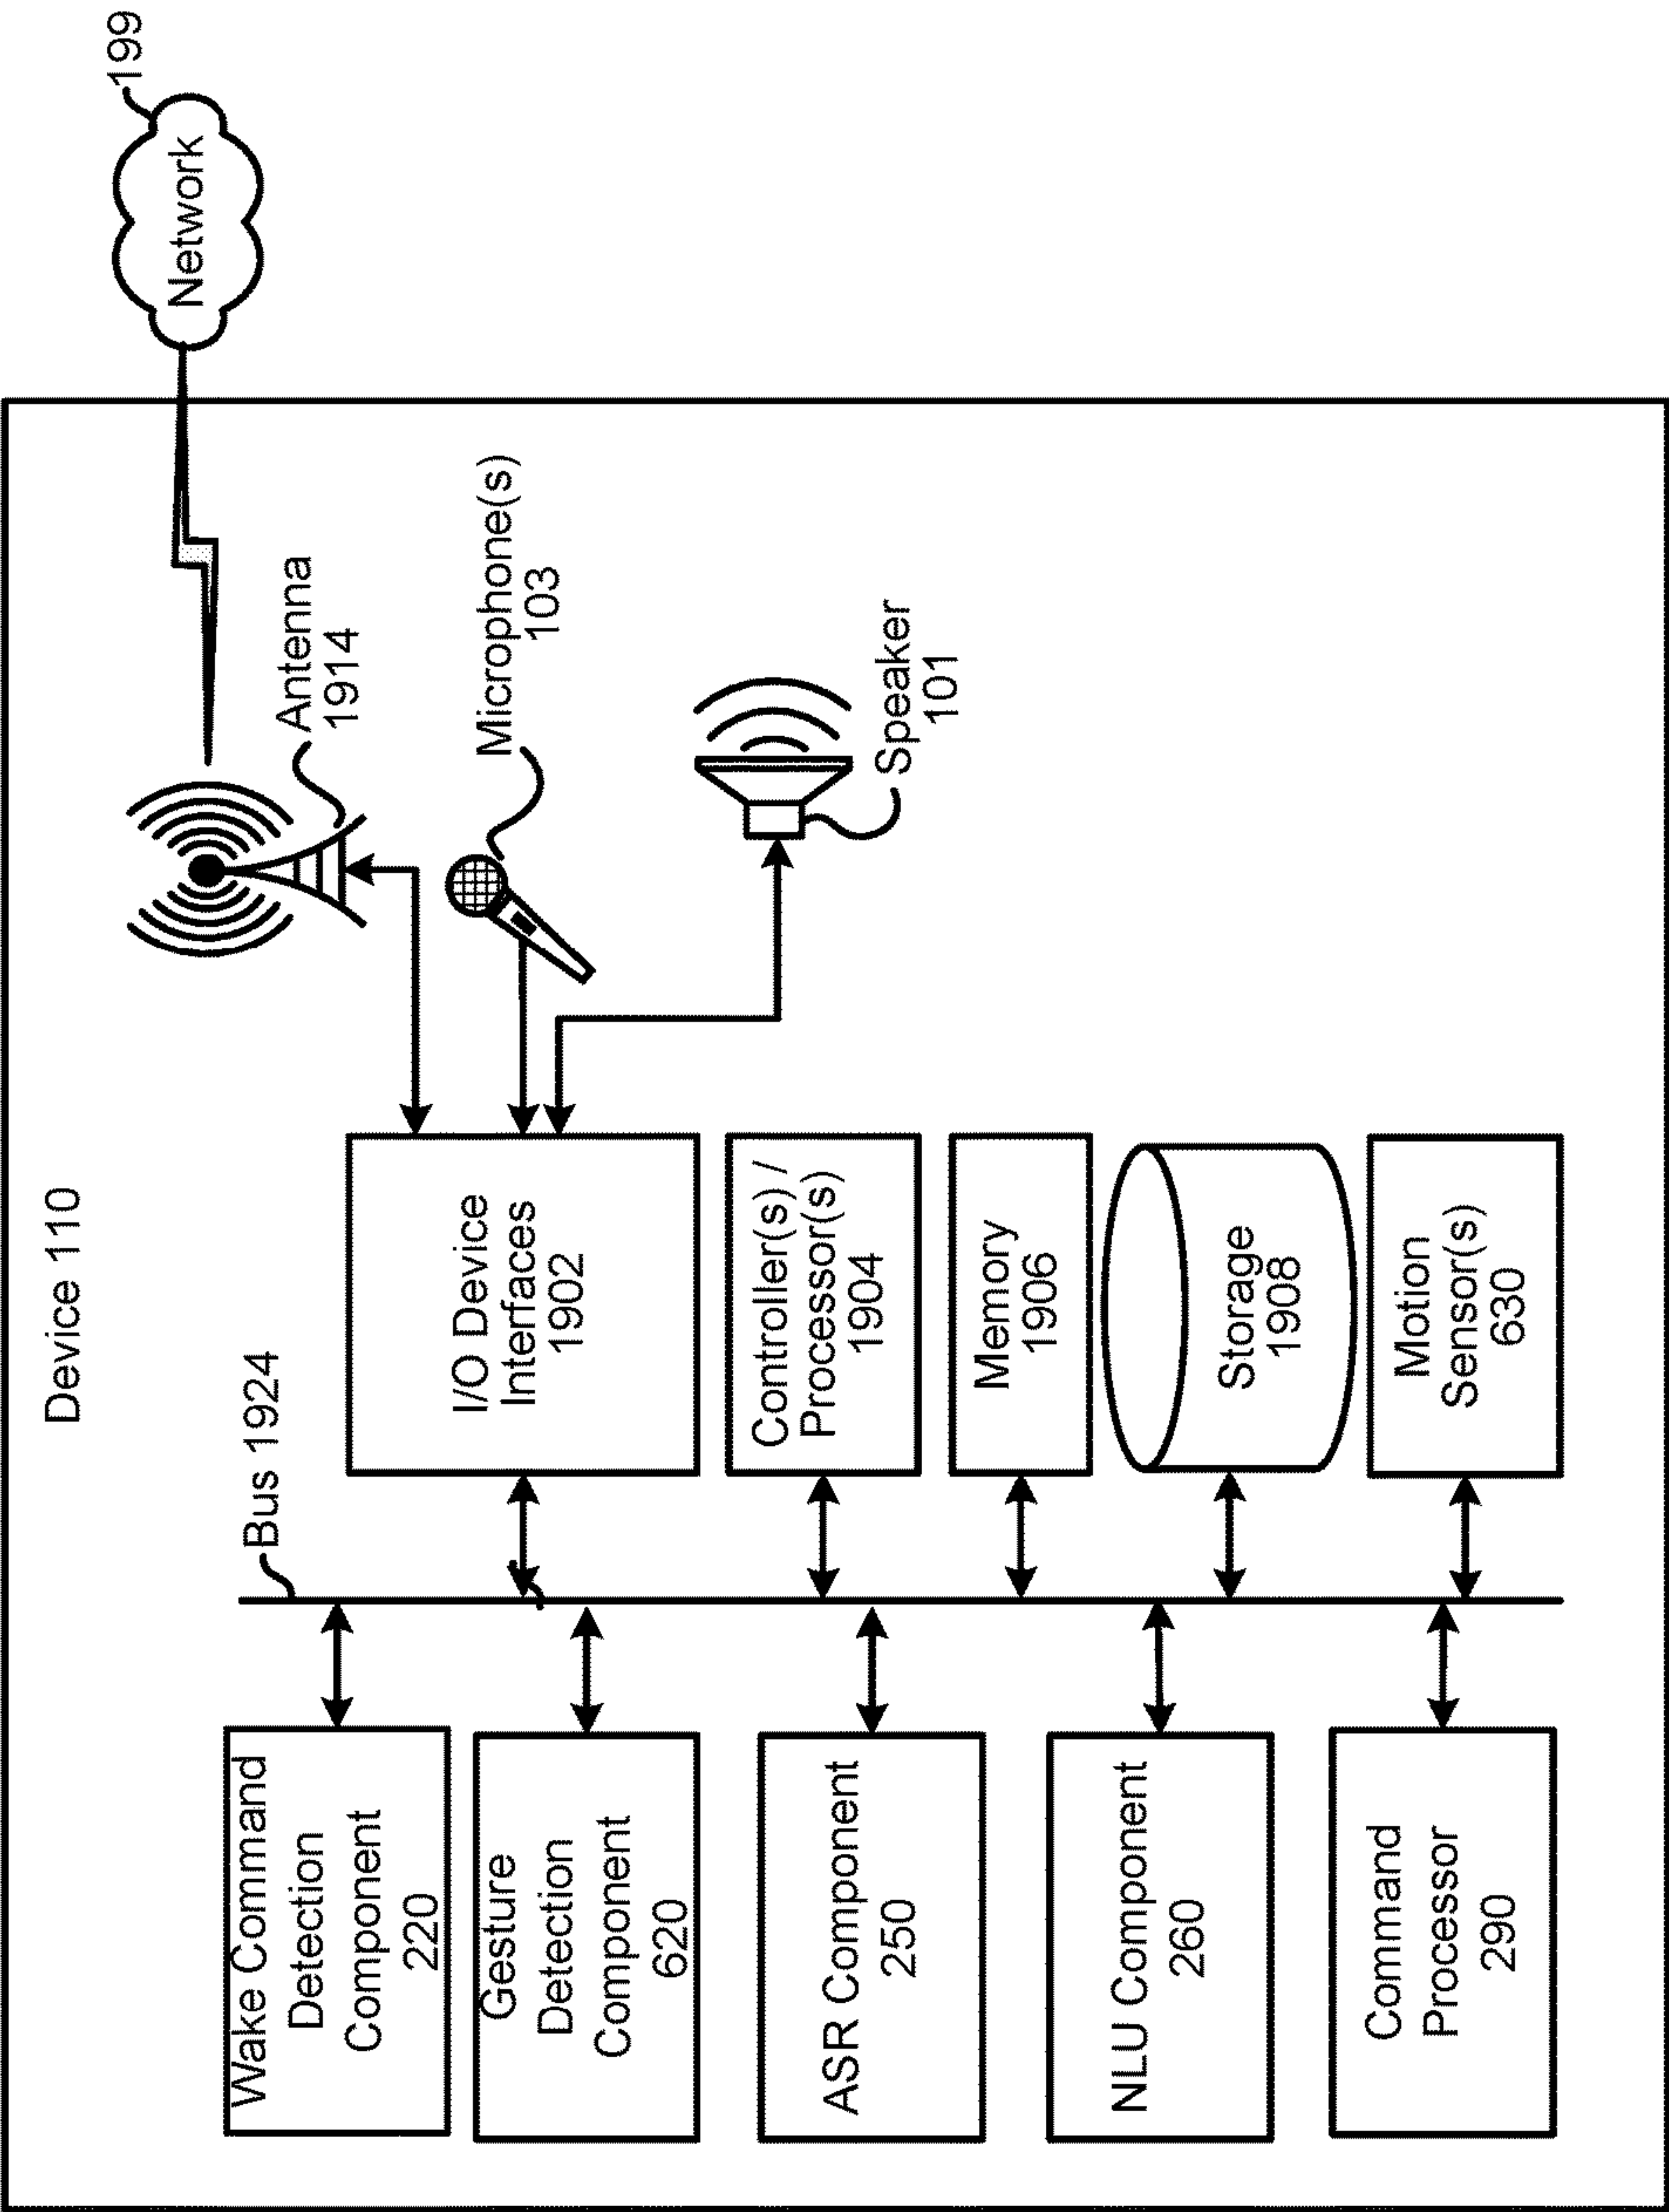 Device 110
Bus 1924
Wake Command
Detection
Component
220
Gesture
Detection
Component
620
ASR Component
250
NLU Component
260
Command
Processor
290
I/O Device
Interfaces
1902
Controller(s) /
Processor(s)
1904
Memory
1906
Storage
1908
Motion
Sensor(s)
630
Antenna
1914
Microphone(s)
103
Speaker
101
Network
199